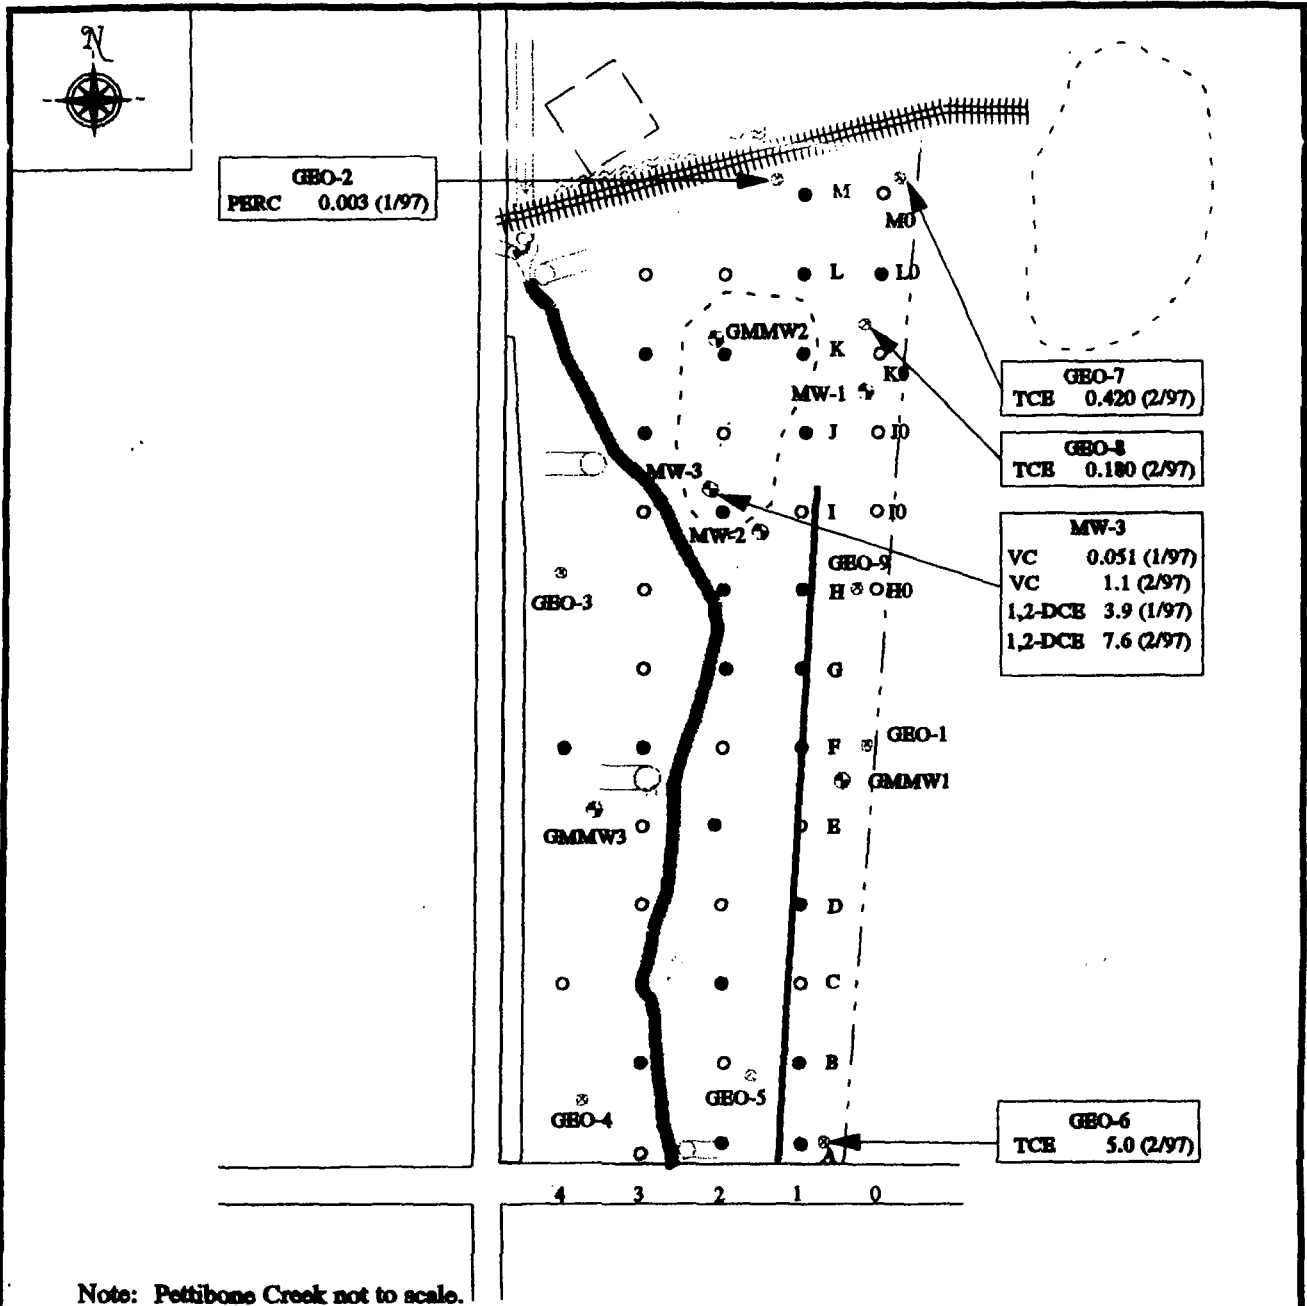 N
GEO-2
PERC 0.003 (1/97)
M
M0
L
L0
GMMW2
K
K0
MW-1
GEO-7
TCE 0.420 (2/97)
J
J0
GEO-8
TCE 0.180 (2/97)
MW-3
I
I0
MW-2
MW-3
VC 0.051 (1/97)
VC 1.1 (2/97)
1,2-DCE 3.9 (1/97)
1,2-DCE 7.6 (2/97)
GEO-9
GEO-3
H
H0
G
F
GEO-1
GMMW1
GMMW3
E
D
C
B
GEO-5
GEO-4
GEO-6
TCE 5.0 (2/97)
A
4 3 2 1 0
Note: Pettibone Creek not to scale.